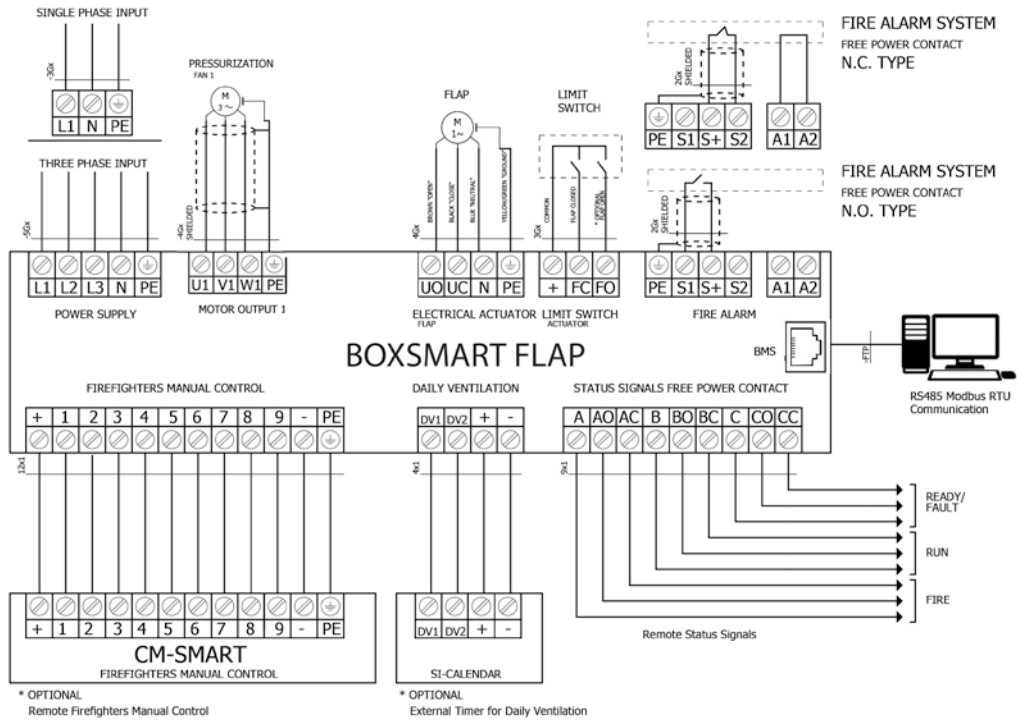 SINGLE PHASE INPUT
-3Gx
L1 N PE
THREE PHASE INPUT
-5Gx
L1 L2 L3 N PE
POWER SUPPLY
PRESSURIZATION
FAN 1
M
3~
-4Gx
SHIELDED
U1 V1 W1 PE
MOTOR OUTPUT 1
FLAP
M
1~
4Gx
BROWN "OPEN"
BLACK "CLOSE"
BLUE "NEUTRAL"
YELLOW/GREEN "GROUND"
UO UC N PE
ELECTRICAL ACTUATOR
FLAP
LIMIT
SWITCH
3Gx
COMMON
FLAP CLOSED
* OPTIONAL
FLAP OPEN
+ FC FO
LIMIT SWITCH
ACTUATOR
FIRE ALARM SYSTEM
FREE POWER CONTACT
N.C. TYPE
2Gx
SHIELDED
PE S1 S+ S2 A1 A2
FIRE ALARM SYSTEM
FREE POWER CONTACT
N.O. TYPE
2Gx
SHIELDED
PE S1 S+ S2 A1 A2
FIRE ALARM
BOXSMART FLAP
BMS
-FTP
RS485 Modbus RTU
Communication
FIREFIGHTERS MANUAL CONTROL
+ 1 2 3 4 5 6 7 8 9 - PE
12x1
DAILY VENTILATION
DV1 DV2 + -
4x1
STATUS SIGNALS FREE POWER CONTACT
A AO AC B BO BC C CO CC
9x1
READY/
FAULT
RUN
FIRE
Remote Status Signals
+ 1 2 3 4 5 6 7 8 9 - PE
CM-SMART
FIREFIGHTERS MANUAL CONTROL
* OPTIONAL
Remote Firefighters Manual Control
DV1 DV2 + -
SI-CALENDAR
* OPTIONAL
External Timer for Daily Ventilation